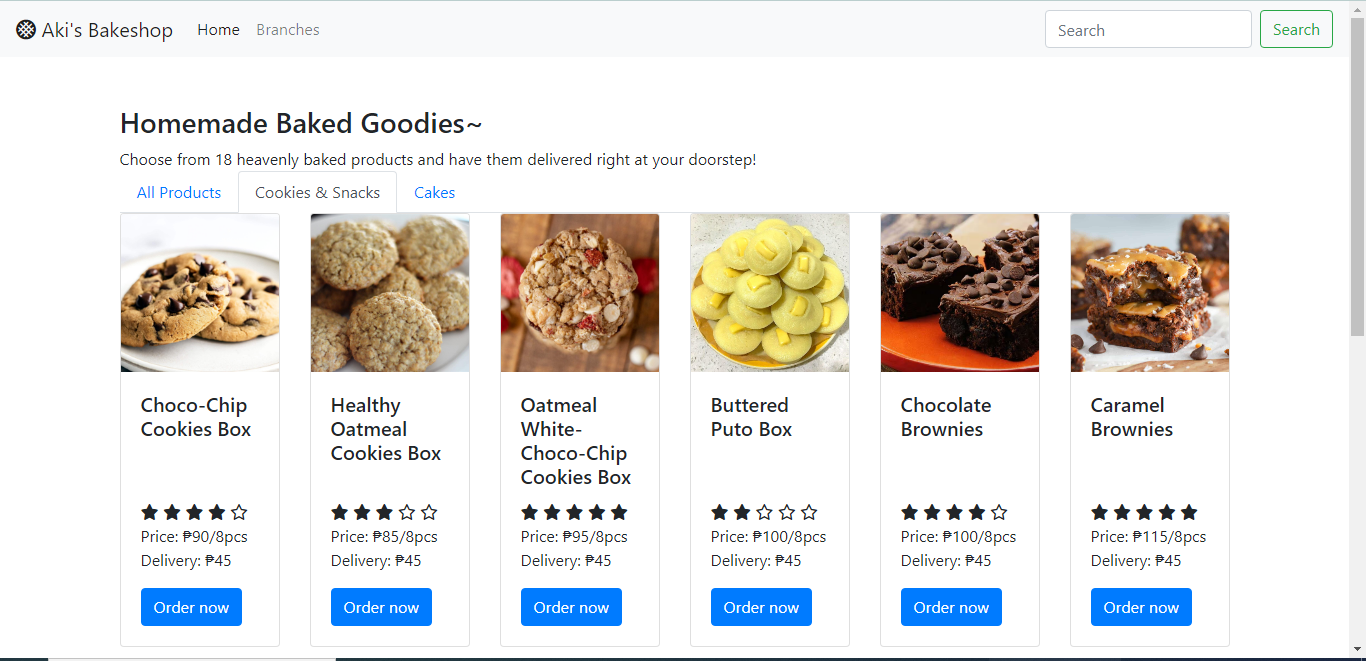 Aki's Bakeshop Home Branches Search Search
Homemade Baked Goodies~
Choose from 18 heavenly baked products and have them delivered right at your doorstep!
All Products Cookies & Snacks Cakes
Choco-Chip
Cookies Box
Price: ₱90/8pcs
Delivery: ₱45
Order now
Healthy
Oatmeal
Cookies Box
Price: ₱85/8pcs
Delivery: ₱45
Order now
Oatmeal
White-
Choco-Chip
Cookies Box
Price: ₱95/8pcs
Delivery: ₱45
Order now
Buttered
Puto Box
Price: ₱100/8pcs
Delivery: ₱45
Order now
Chocolate
Brownies
Price: ₱100/8pcs
Delivery: ₱45
Order now
Caramel
Brownies
Price: ₱115/8pcs
Delivery: ₱45
Order now